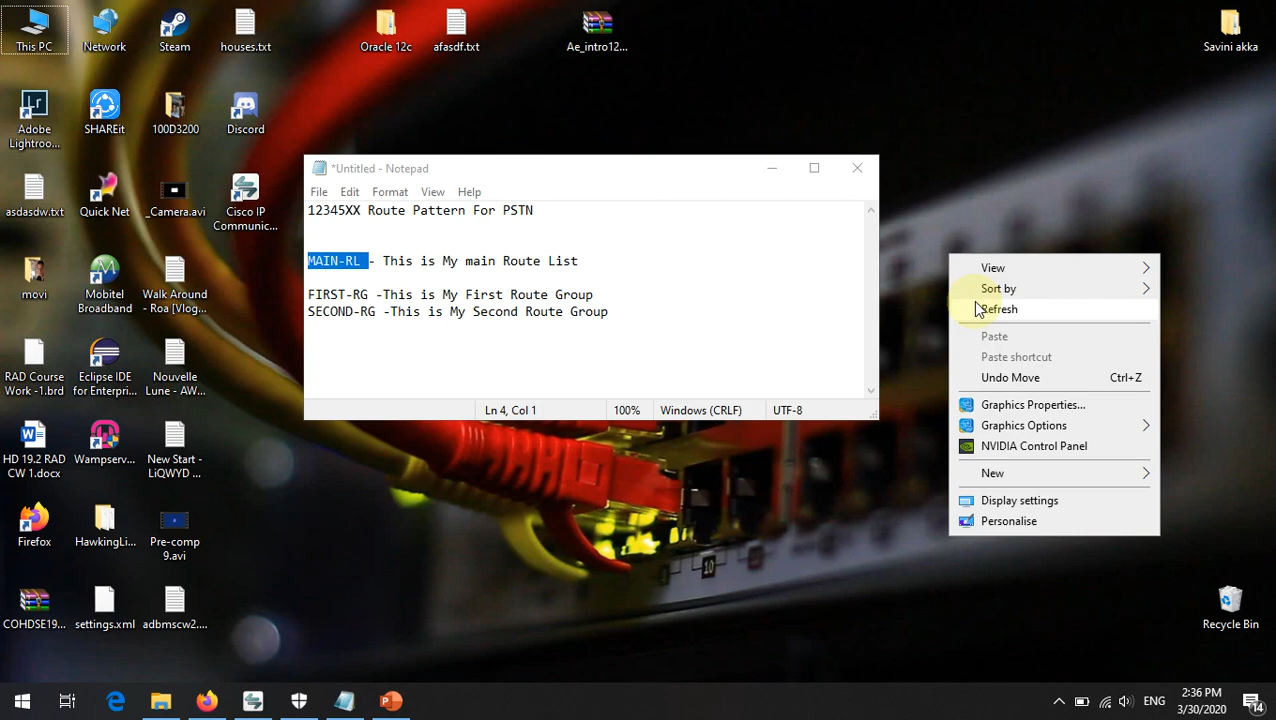 This PC
Network
Steam
houses.txt
Oracle 12c
afasdf.txt
Ae_intro12...
Savini akka
Adobe
Lightroo...
SHAREit
100D3200
Discord
asdasdw.txt
Quick Net
_Camera.avi
Cisco IP
Communic...
movi
Mobitel
Broadband
Walk Around
- Roa [Vlog...
RAD Course
Work -1.brd
Eclipse IDE
for Enterpri...
Nouvelle
Lune - AW...
HD 19.2 RAD
CW 1.docx
Wampserv...
New Start -
LiQWYD ...
Firefox
HawkingLi...
Pre-comp
9.avi
COHDSE19...
settings.xml
adbmscw2....
Recycle Bin
*Untitled - Notepad
File Edit Format View Help
12345XX Route Pattern For PSTN
MAIN-RL - This is My main Route List
FIRST-RG -This is My First Route Group
SECOND-RG -This is My Second Route Group
Ln 4, Col 1 100% Windows (CRLF) UTF-8
View
Sort by
Refresh
Paste
Paste shortcut
Undo Move Ctrl+Z
Graphics Properties...
Graphics Options
NVIDIA Control Panel
New
Display settings
Personalise
10
ENG
2:36 PM
3/30/2020
14